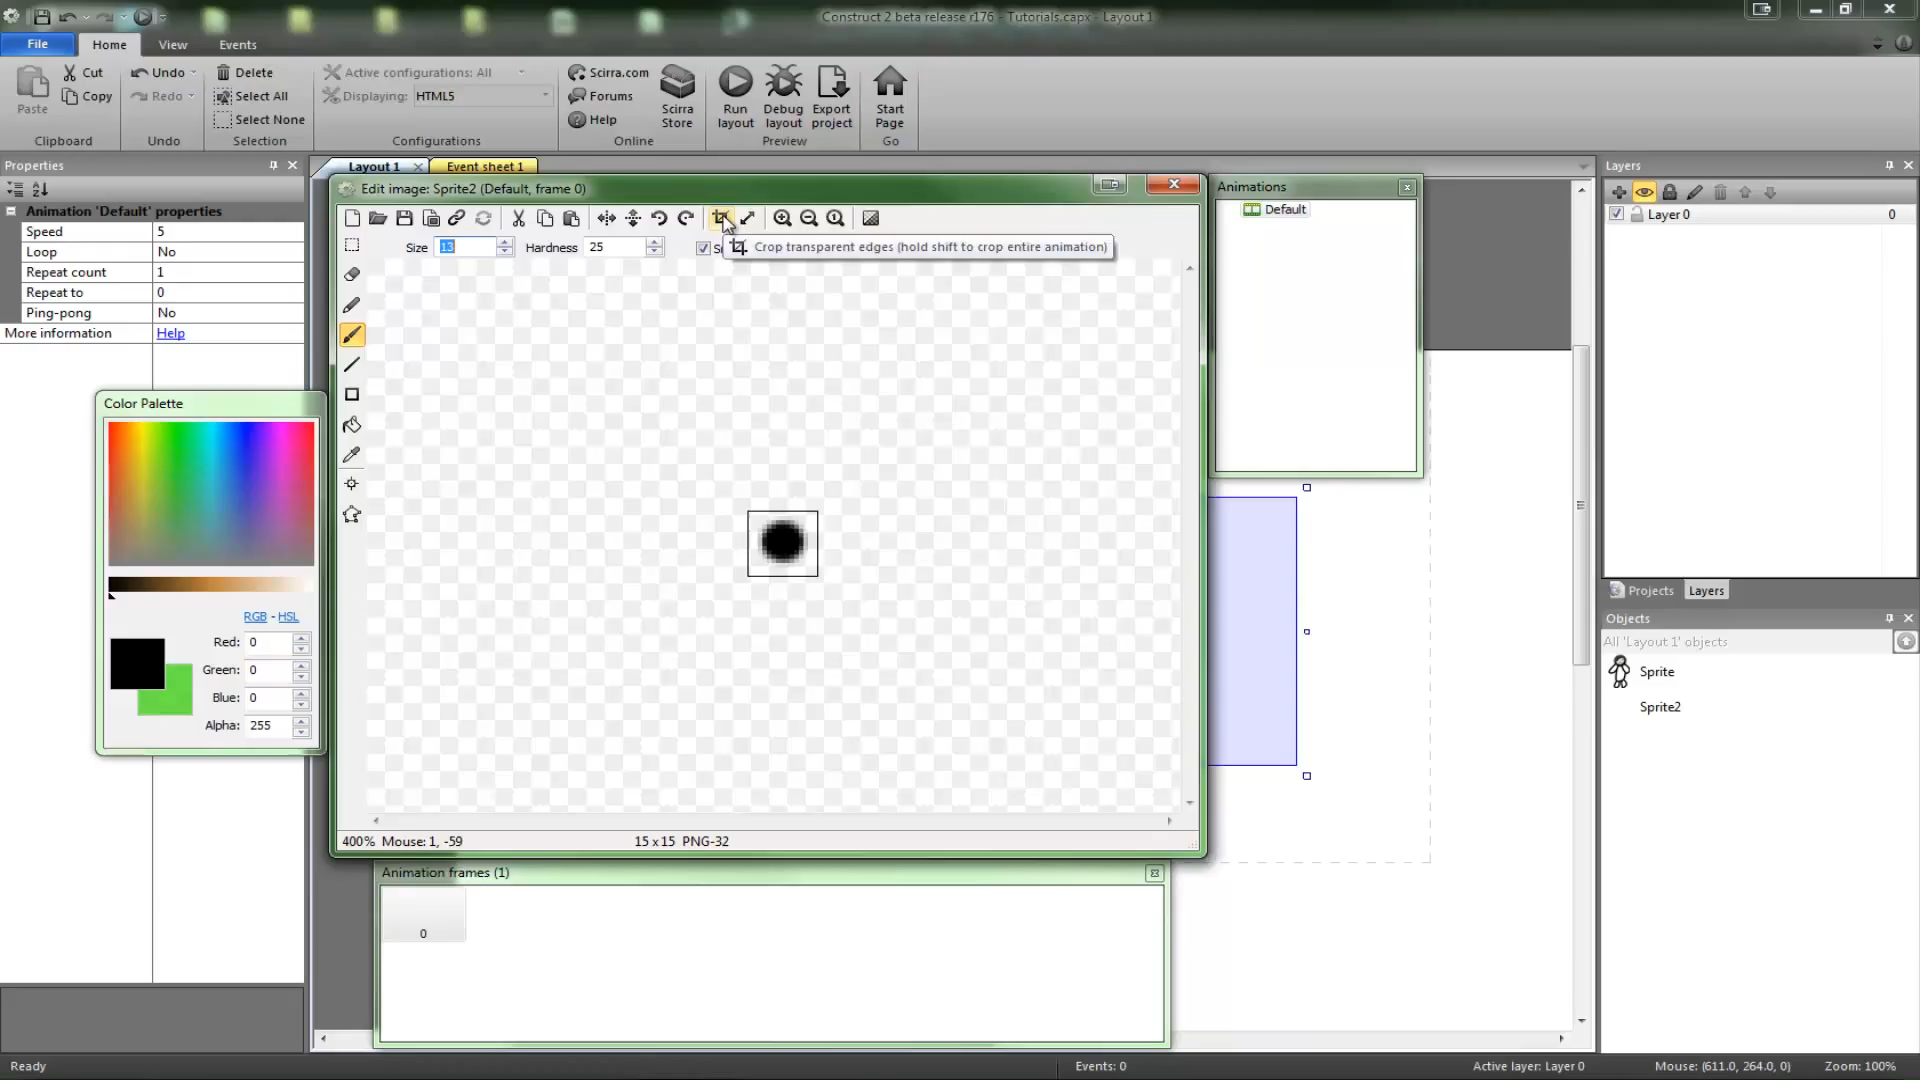 Construct 2 beta release r176 - Tutorials.capx - Layout 1
File Home View Events
Paste Cut Copy Undo Redo Delete Select All Select None
Active configurations: All
Displaying: HTML5
Scirra.com Forums Help Scirra Store
Run layout Debug layout Export project Start Page
Clipboard Undo Selection Configurations Online Preview Go
Properties
Layout 1 Event sheet 1
Animation 'Default' properties
Speed 5
Loop No
Repeat count 1
Repeat to 0
Ping-pong No
More information Help
Edit image: Sprite2 (Default, frame 0)
Size 13 Hardness 25
Crop transparent edges (hold shift to crop entire animation)
Color Palette
RGB - HSL
Red: 0
Green: 0
Blue: 0
Alpha: 255
400% Mouse: 1, -59 15 x 15 PNG-32
Animation frames (1)
0
Animations
Default
Layers
Layer 0 0
Projects Layers
Objects
All 'Layout 1' objects
Sprite
Sprite2
Ready Events: 0 Active layer: Layer 0 Mouse: (611.0, 264.0, 0) Zoom: 100%